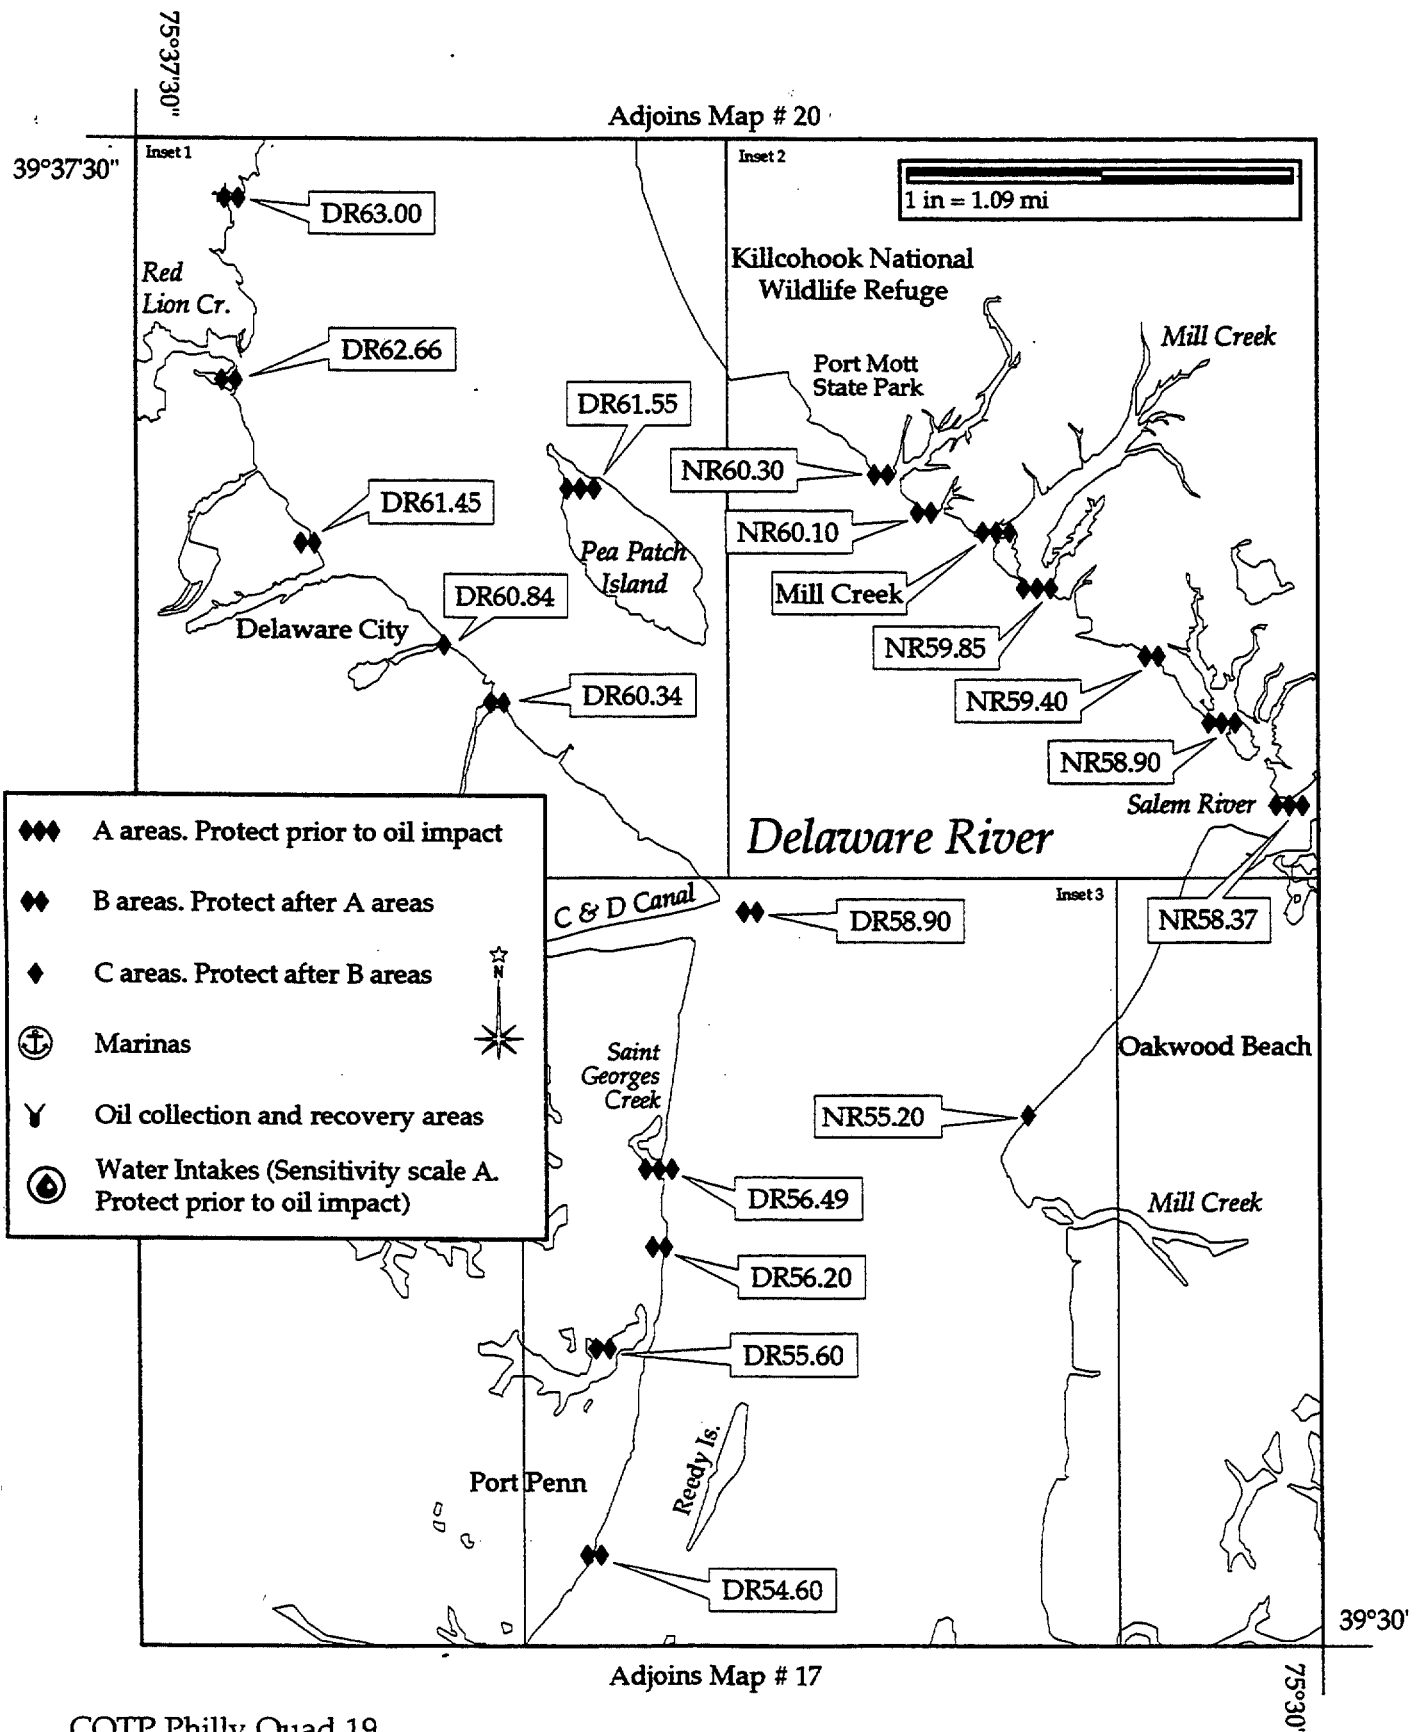 75°37'30"
Adjoins Map # 20
39°37'30"
Inset 1
Inset 2
1 in = 1.09 mi
DR63.00
Killcohook National
Wildlife Refuge
Red
Lion Cr.
Mill Creek
DR62.66
Port Mott
State Park
DR61.55
NR60.30
DR61.45
NR60.10
Pea Patch
Island
Mill Creek
DR60.84
Delaware City
NR59.85
DR60.34
NR59.40
NR58.90
Salem River
Delaware River
A areas. Protect prior to oil impact
B areas. Protect after A areas
C areas. Protect after B areas
N
Marinas
Oil collection and recovery areas
Water Intakes (Sensitivity scale A.
Protect prior to oil impact)
C & D Canal
Inset 3
DR58.90
NR58.37
Saint
Georges
Creek
Oakwood Beach
NR55.20
DR56.49
Mill Creek
DR56.20
DR55.60
Reedy Is.
Port Penn
DR54.60
39°30'
Adjoins Map # 17
75°30'
COTP Philly Quad 19